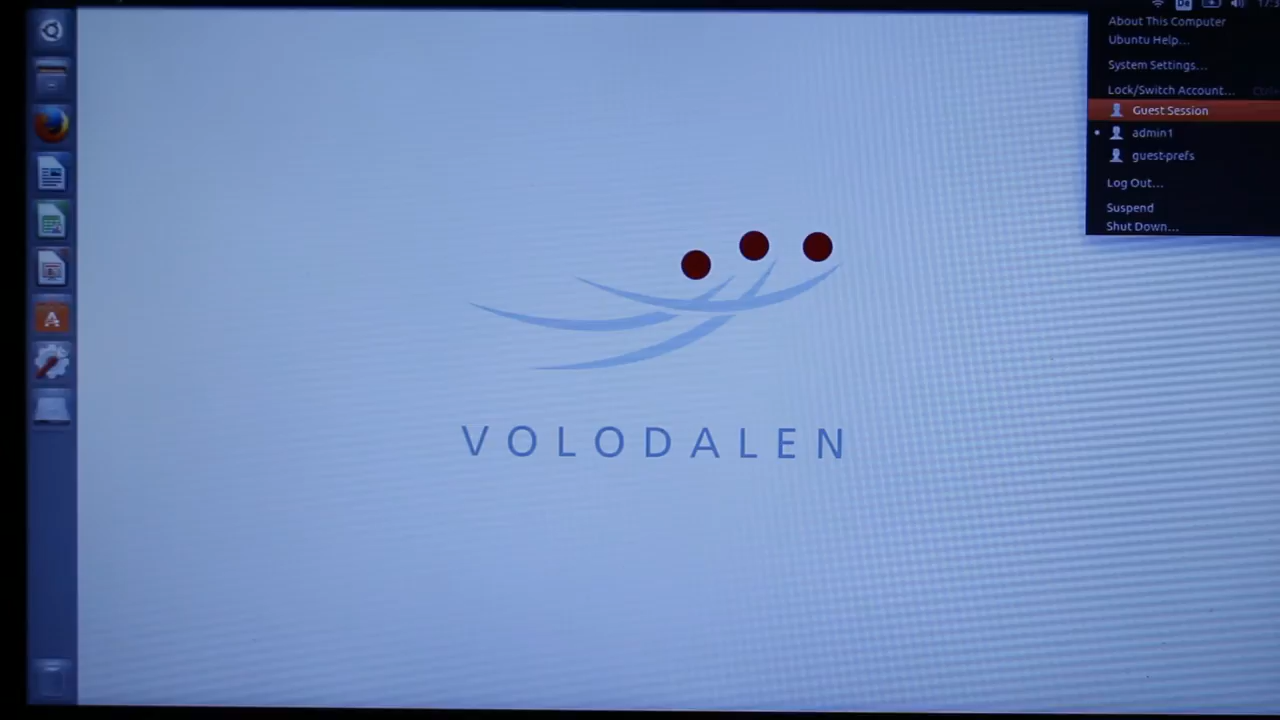 De
About This Computer
Ubuntu Help...
System Settings...
Lock/Switch Account...
Guest Session
admin1
guest-prefs
Log Out...
Suspend
Shut Down...
VOLODALEN